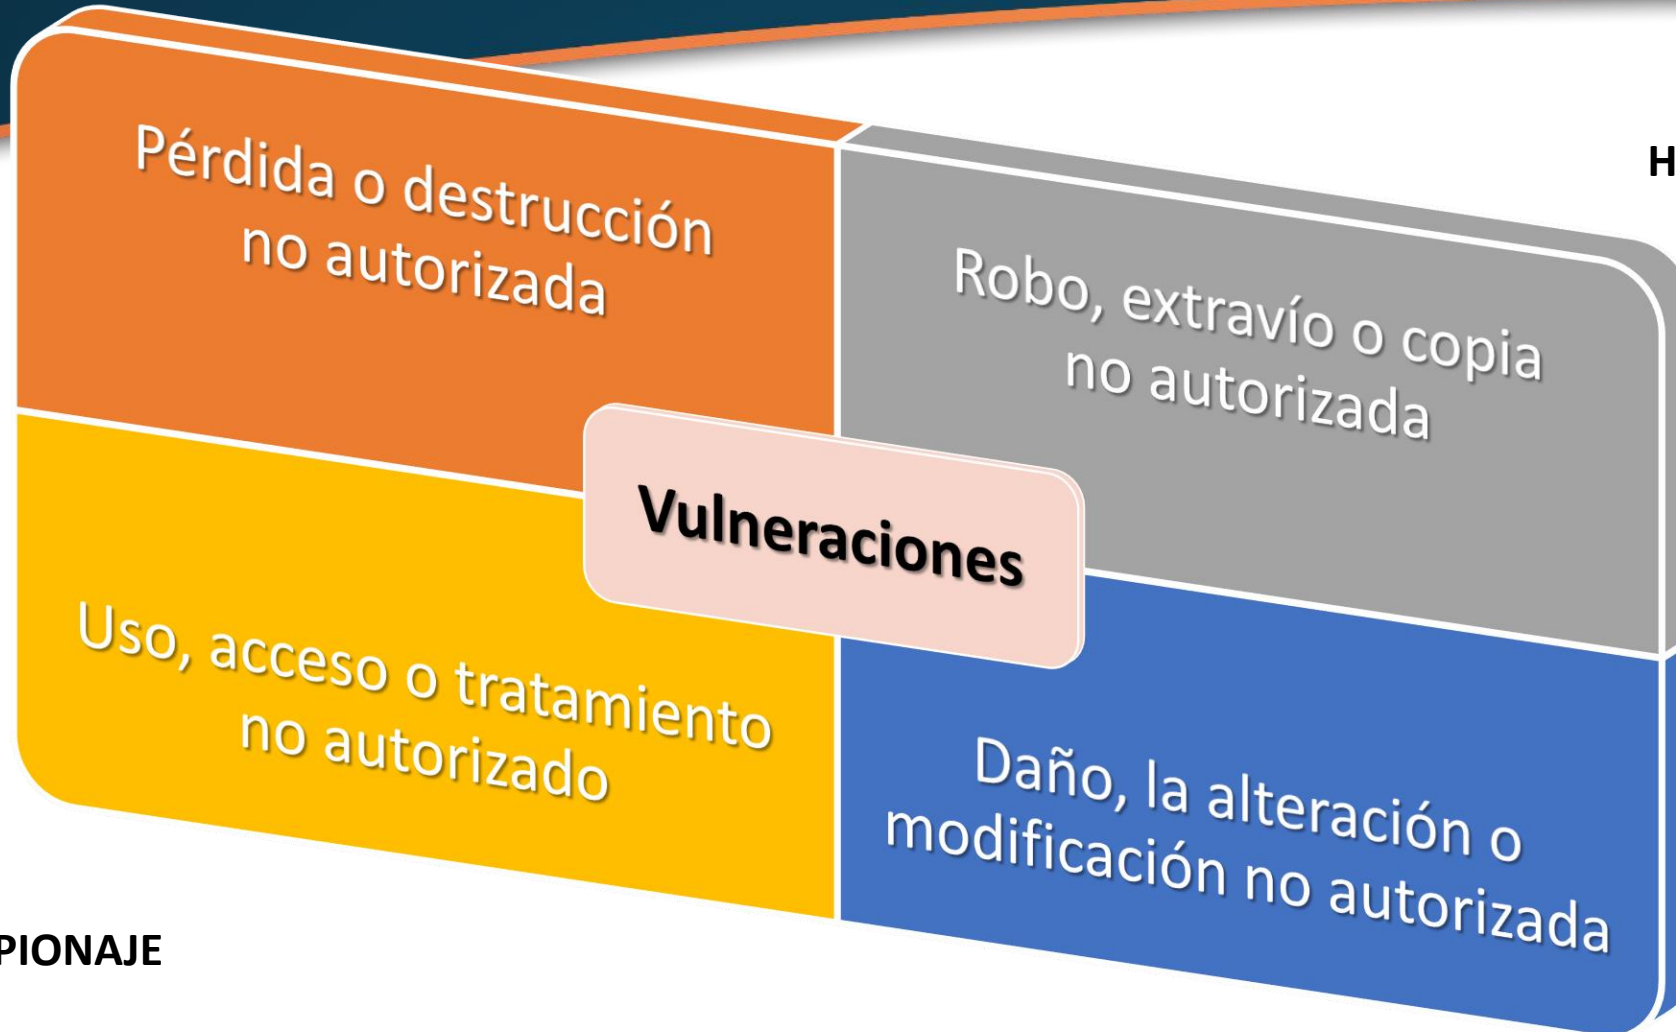 Pérdida o destrucción
no autorizada
H
Robo, extravío o copia
no autorizada
Vulneraciones
Uso, acceso o tratamiento
no autorizado
Daño, la alteración o
modificación no autorizada
PIONAJE